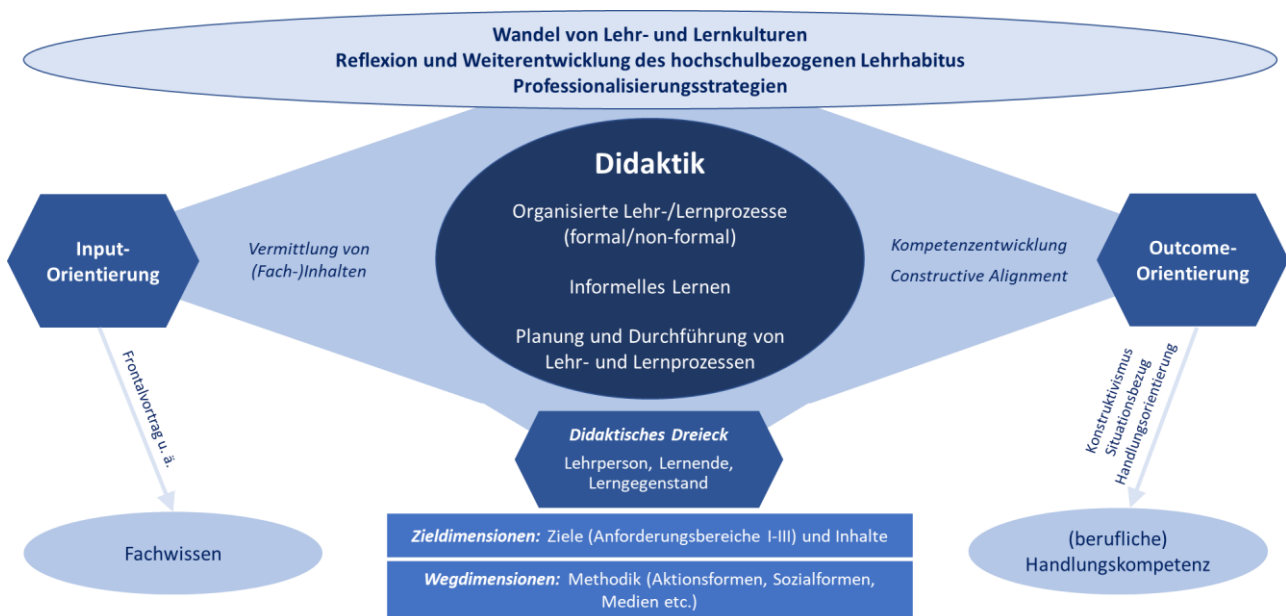 Wandel von Lehr- und Lernkulturen
Reflexion und Weiterentwicklung des hochschulbezogenen Lehrhabitus
Professionalisierungsstrategien
Didaktik
Organisierte Lehr-/Lernprozesse
(formal/non-formal)
Informelles Lernen
Planung und Durchführung von
Lehr- und Lernprozessen
Input-
Orientierung
Vermittlung von
(Fach-)Inhalten
Kompetenzentwicklung
Constructive Alignment
Outcome-
Orientierung
Frontalvortrag u. ä.
Konstruktivismus
Situationsbezug
Handlungsorientierung
Didaktisches Dreieck
Lehrperson, Lernende,
Lerngegenstand
Fachwissen
Zieldimensionen: Ziele (Anforderungsbereiche I-III) und Inhalte
Wegdimensionen: Methodik (Aktionsformen, Sozialformen,
Medien etc.)
(berufliche)
Handlungskompetenz